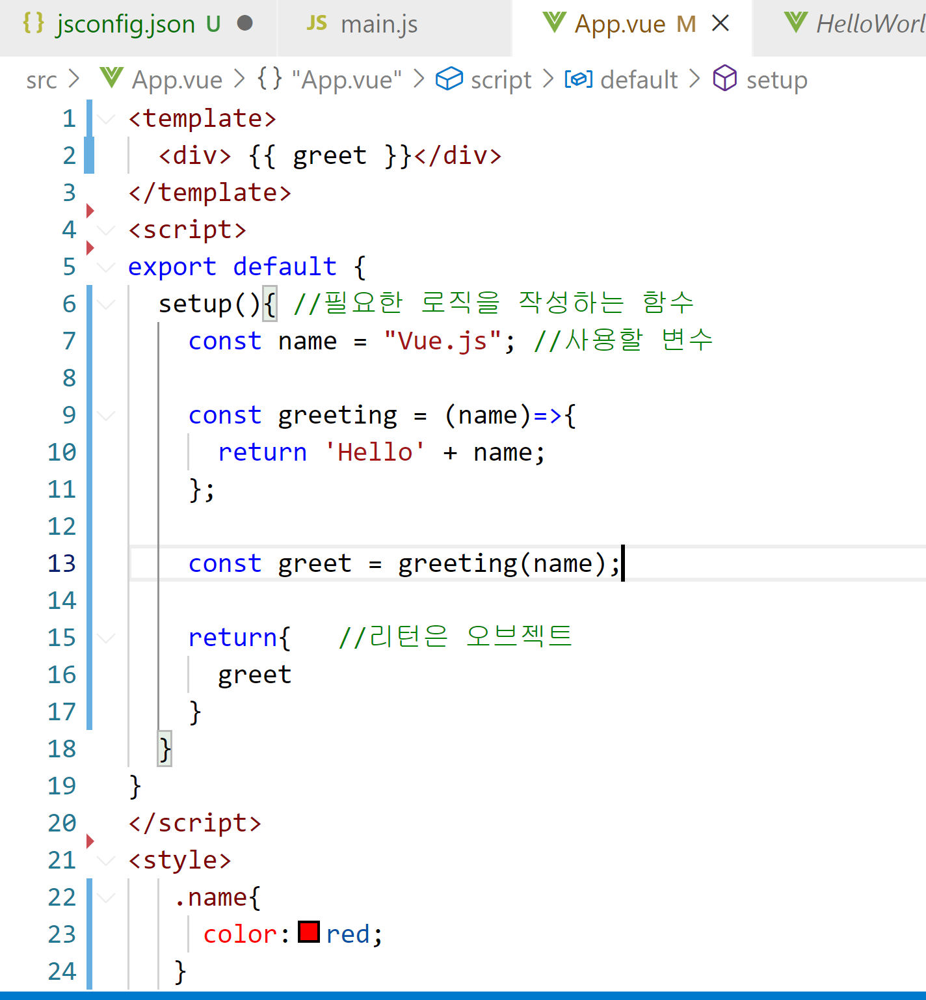 {} jsconfig.json U ● JS main.js App.vue M × HelloWorl
src > App.vue > {} "App.vue" > script > default > setup
1 <template>
2 <div> {{ greet }}</div>
3 </template>
4 <script>
5 export default {
6 setup(){ //필요한 로직을 작성하는 함수
7 const name = "Vue.js"; //사용할 변수
8
9 const greeting = (name)=>{
10 return 'Hello' + name;
11 };
12
13 const greet = greeting(name);
14
15 return{ //리턴은 오브젝트
16 greet
17 }
18 }
19 }
20 </script>
21 <style>
22 .name{
23 color: red;
24 }